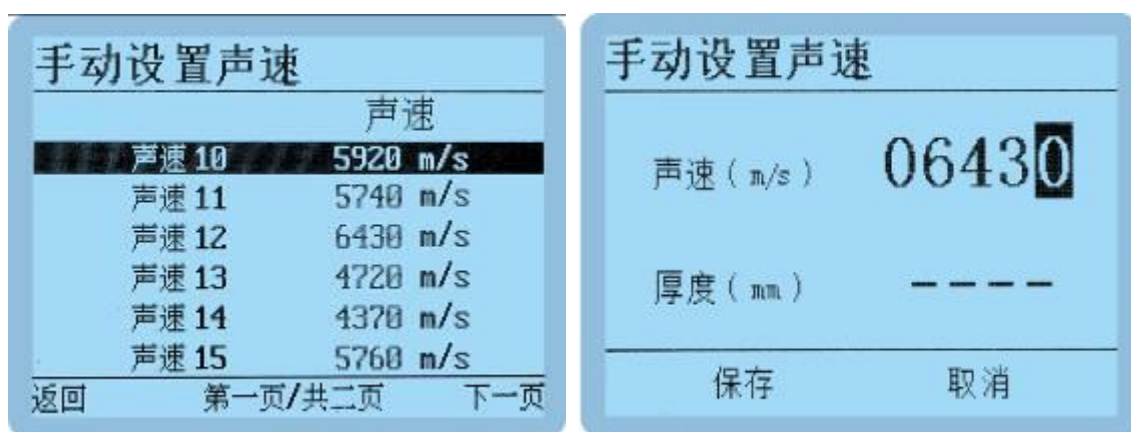 手动设置声速
声速
声速 10 5920 m/s
声速 11 5740 m/s
声速 12 6430 m/s
声速 13 4720 m/s
声速 14 4370 m/s
声速 15 5760 m/s
返回 第一页/共二页 下一页
手动设置声速
声速（m/s） 06430
厚度（mm） ----
保存 取消